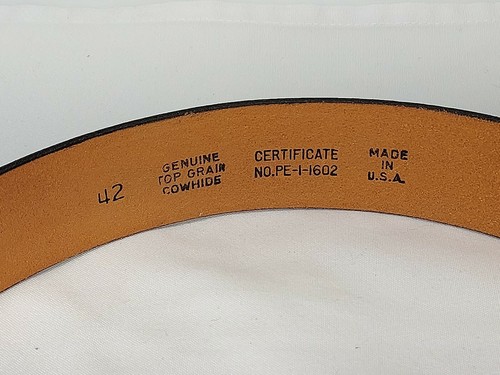 42
GENUINE
TOP GRAIN
COWHIDE
CERTIFICATE
NO.PE-1-1602
MADE
IN
U.S.A.